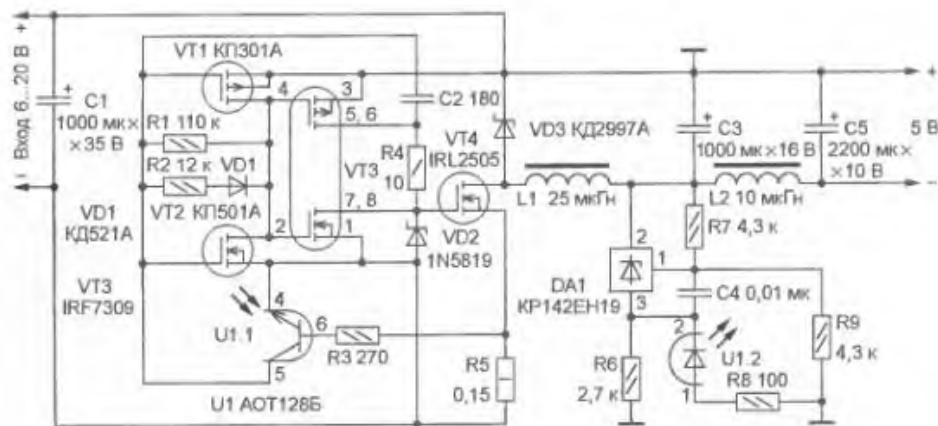 +
VT1 КП301А
Вход 6...20 В
+
C1
1000 мк×
×35 В
R1 110 к
R2 12 к
VD1
VT2 КП501А
VD1
КД521А
VT3
IRF7309
4
3
5, 6
VT3
7, 8
2
1
C2 180
R4
10
VT4
IRL2505
VD2
1N5819
VD3 КД2997А
L1 25 мкГн
+
C3
1000 мк×16 В
+
C5
2200 мк×
×10 В
+
5 В
–
L2 10 мкГн
R7 4,3 к
2
1
DA1
КР142ЕН19
3
C4 0,01 мк
R9
4,3 к
2
U1.2
R8 100
1
R6
2,7 к
–
4
U1.1
6
5
R3 270
R5
0,15
U1 АОТ128Б